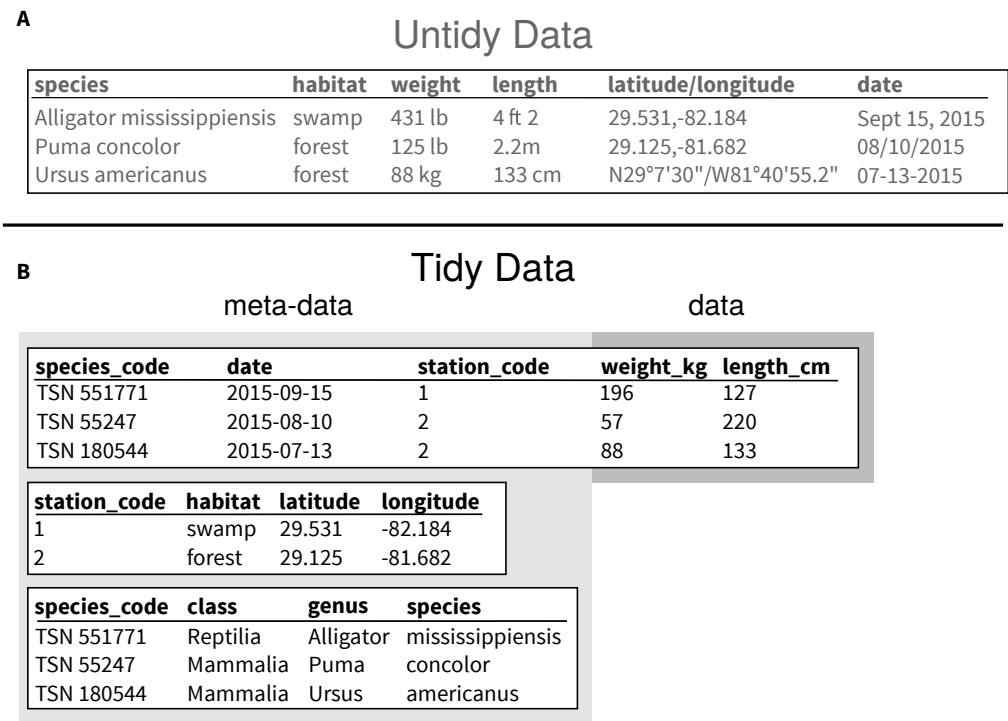 A
Untidy Data
species habitat weight length latitude/longitude date
Alligator mississippiensis swamp 431 lb 4 ft 2 29.531,-82.184 Sept 15, 2015
Puma concolor forest 125 lb 2.2m 29.125,-81.682 08/10/2015
Ursus americanus forest 88 kg 133 cm N29°7'30"/W81°40'55.2" 07-13-2015
B
Tidy Data
meta-data data
species_code date station_code weight_kg length_cm
TSN 551771 2015-09-15 1 196 127
TSN 55247 2015-08-10 2 57 220
TSN 180544 2015-07-13 2 88 133
station_code habitat latitude longitude
1 swamp 29.531 -82.184
2 forest 29.125 -81.682
species_code class genus species
TSN 551771 Reptilia Alligator mississippiensis
TSN 55247 Mammalia Puma concolor
TSN 180544 Mammalia Ursus americanus